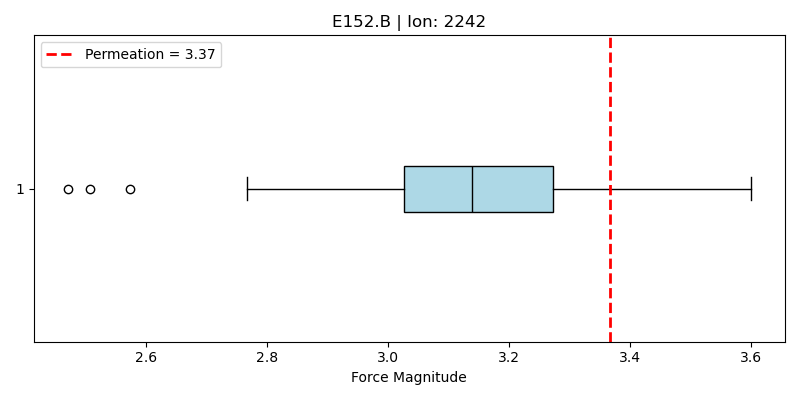 E152.B | Ion: 2242
Permeation = 3.37
1
2.6 2.8 3.0 3.2 3.4 3.6
Force Magnitude